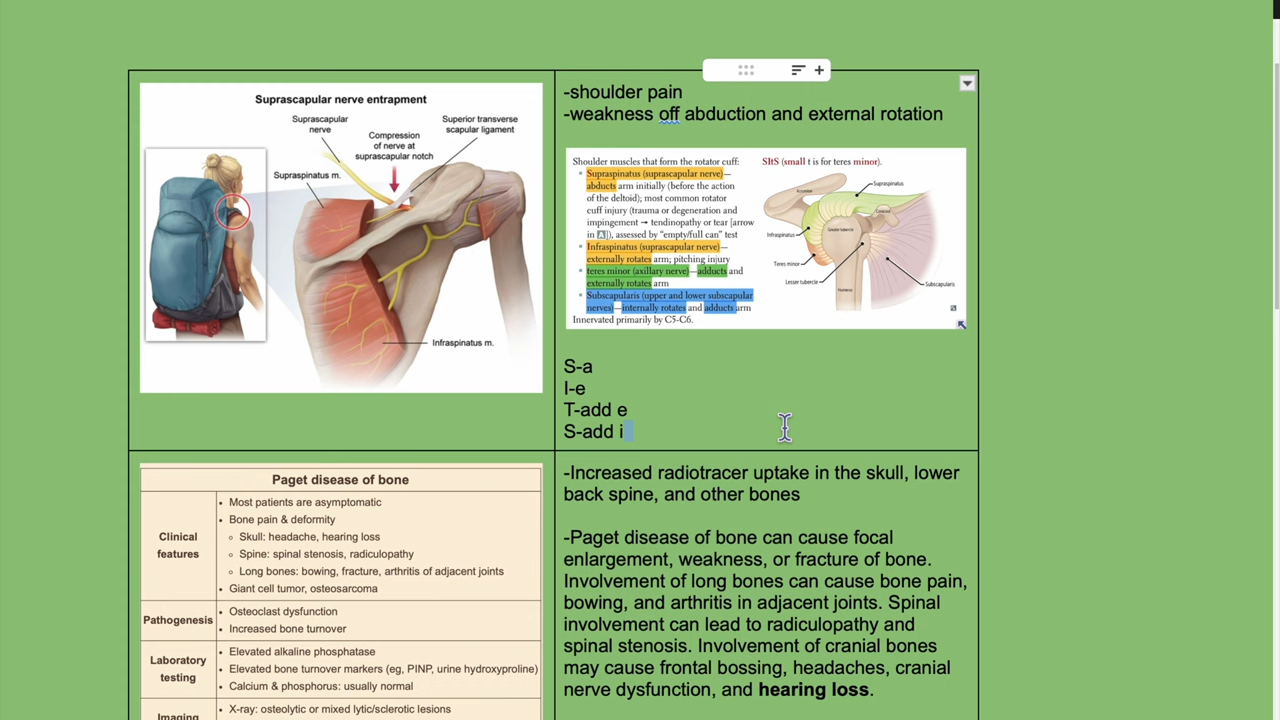 Suprascapular nerve entrapment
Suprascapular
nerve
Compression
of nerve at
suprascapular notch
Superior transverse
scapular ligament
Supraspinatus m.
Infraspinatus m.
-shoulder pain
-weakness off abduction and external rotation
Shoulder muscles that form the rotator cuff:
• Supraspinatus (suprascapular nerve)—
abducts arm initially (before the action
of the deltoid); most common rotator
cuff injury (trauma or degeneration and
impingement → tendinopathy or tear [arrow
in A]), assessed by “empty/full can” test
• Infraspinatus (suprascapular nerve)—
externally rotates arm; pitching injury
• teres minor (axillary nerve)—adducts and
externally rotates arm
• Subscapularis (upper and lower subscapular
nerves)—internally rotates and adducts arm
Innervated primarily by C5-C6.
SItS (small t is for teres minor).
Acromion
Supraspinatus
Coracoid
Infraspinatus
Greater tubercle
Teres minor
Lesser tubercle
Humerus
Subscapularis
S-a
I-e
T-add e
S-add i
Paget disease of bone
Clinical
features
• Most patients are asymptomatic
• Bone pain & deformity
○ Skull: headache, hearing loss
○ Spine: spinal stenosis, radiculopathy
○ Long bones: bowing, fracture, arthritis of adjacent joints
• Giant cell tumor, osteosarcoma
Pathogenesis
• Osteoclast dysfunction
• Increased bone turnover
Laboratory
testing
• Elevated alkaline phosphatase
• Elevated bone turnover markers (eg, PINP, urine hydroxyproline)
• Calcium & phosphorus: usually normal
Imaging
• X-ray: osteolytic or mixed lytic/sclerotic lesions
-Increased radiotracer uptake in the skull, lower
back spine, and other bones
-Paget disease of bone can cause focal
enlargement, weakness, or fracture of bone.
Involvement of long bones can cause bone pain,
bowing, and arthritis in adjacent joints. Spinal
involvement can lead to radiculopathy and
spinal stenosis. Involvement of cranial bones
may cause frontal bossing, headaches, cranial
nerve dysfunction, and hearing loss.